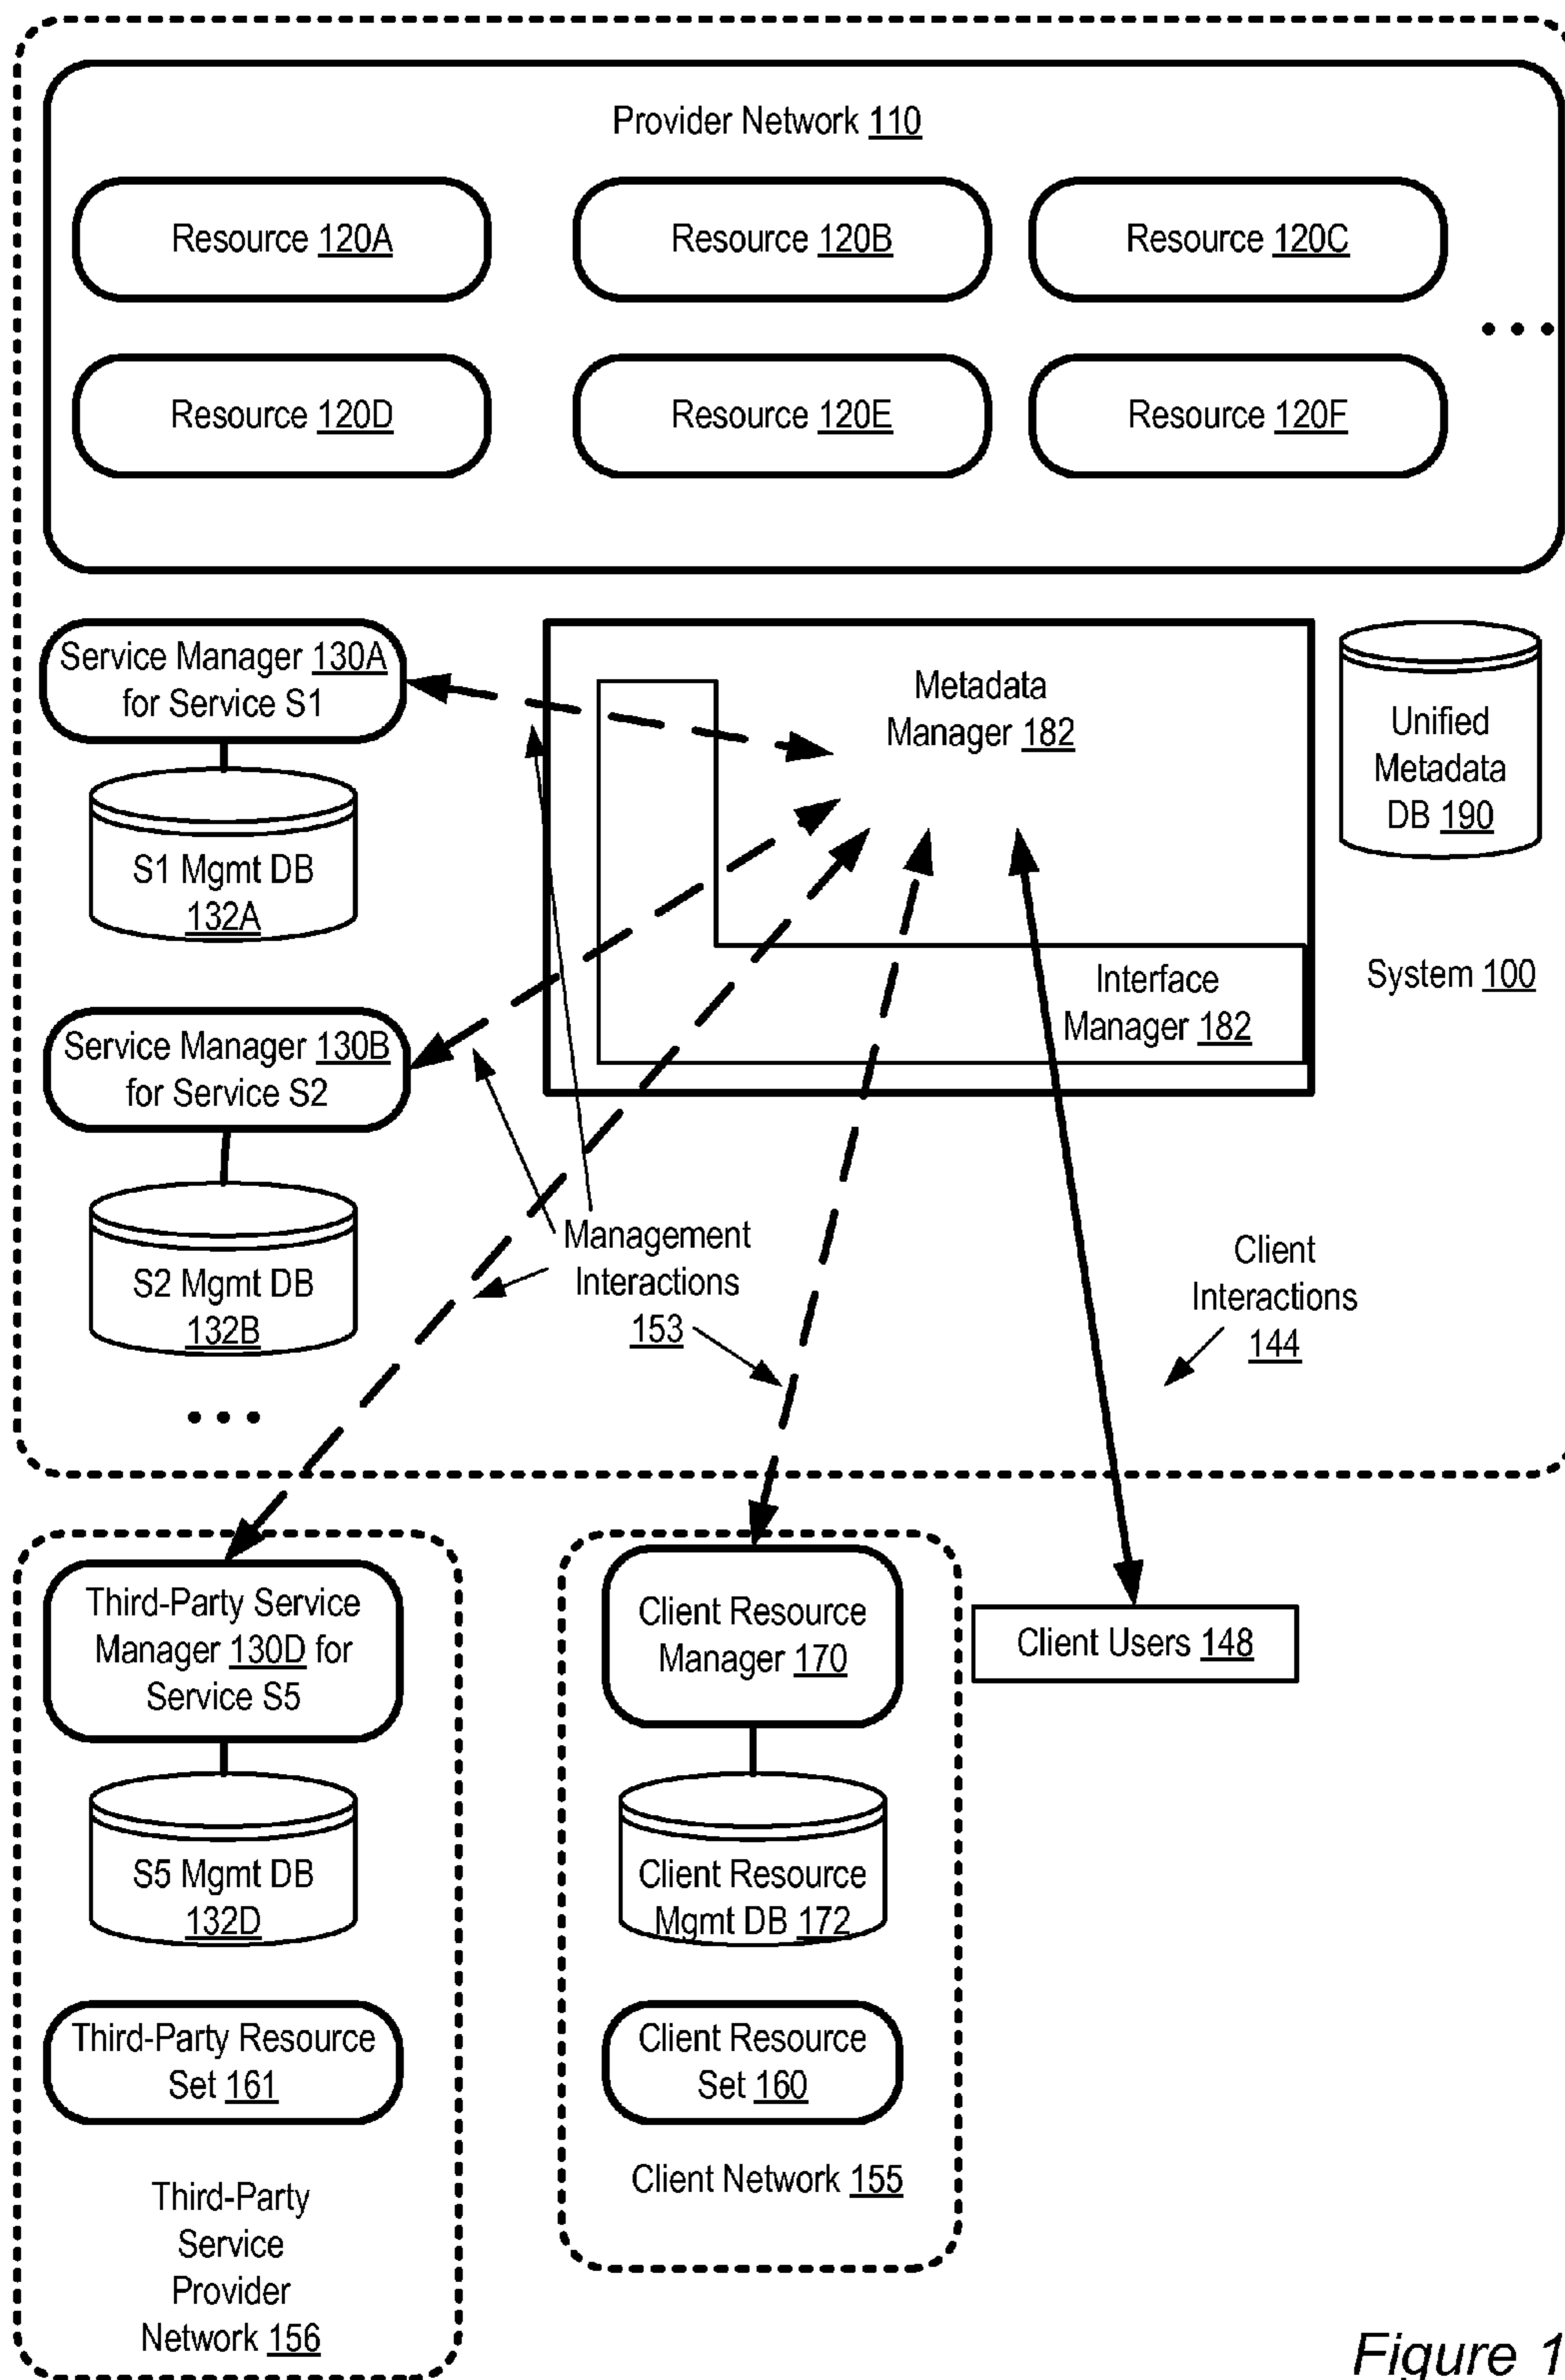 Provider Network 110
Resource 120A
Resource 120B
Resource 120C
Resource 120D
Resource 120E
Resource 120F
• • •
Service Manager 130A
for Service S1
S1 Mgmt DB
132A
Metadata
Manager 182
Interface
Manager 182
Unified
Metadata
DB 190
System 100
Service Manager 130B
for Service S2
S2 Mgmt DB
132B
• • •
Management
Interactions
153
Client
Interactions
144
Third-Party Service
Manager 130D for
Service S5
S5 Mgmt DB
132D
Third-Party Resource
Set 161
Third-Party
Service
Provider
Network 156
Client Resource
Manager 170
Client Resource
Mgmt DB 172
Client Resource
Set 160
Client Network 155
Client Users 148
Figure 1